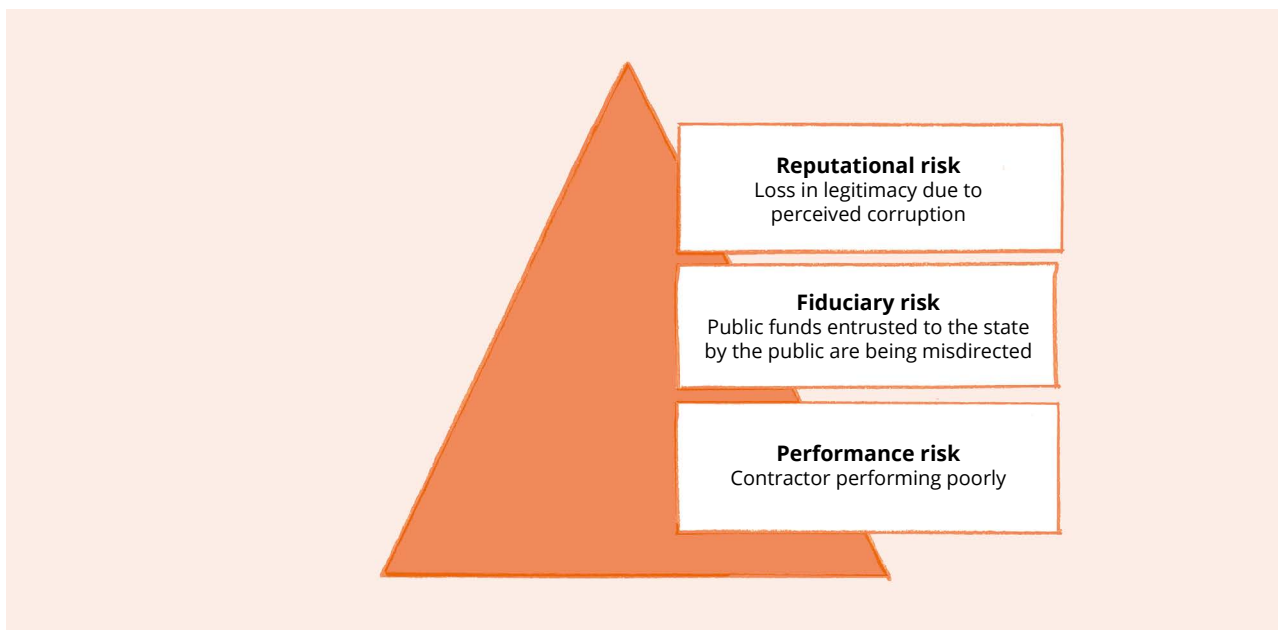 Reputational risk
Loss in legitimacy due to
perceived corruption
Fiduciary risk
Public funds entrusted to the state
by the public are being misdirected
Performance risk
Contractor performing poorly